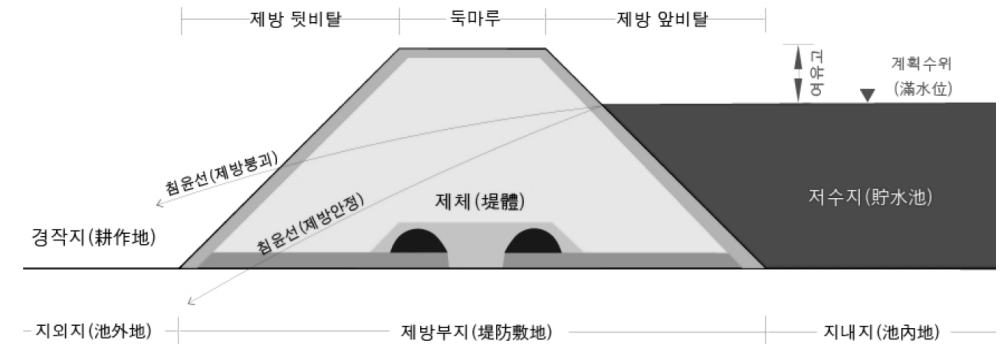 제방 뒷비탈
둑마루
제방 앞비탈
여유고
계획수위
(滿水位)
침윤선(제방붕괴)
침윤선(제방안정)
제체(堤體)
저수지(貯水池)
경작지(耕作地)
지외지(池外地)
제방부지(堤防敷地)
지내지(池內地)